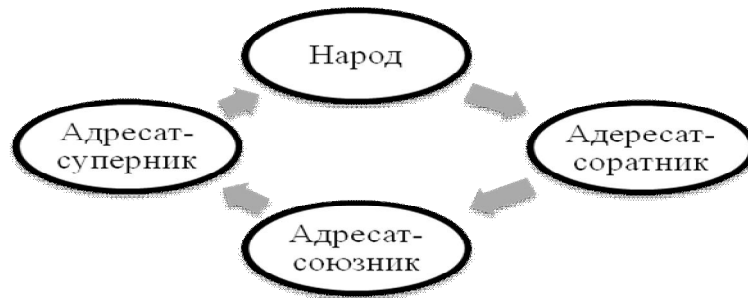 Народ
Адресат-
суперник
Адересат-
соратник
Адресат-
союзник